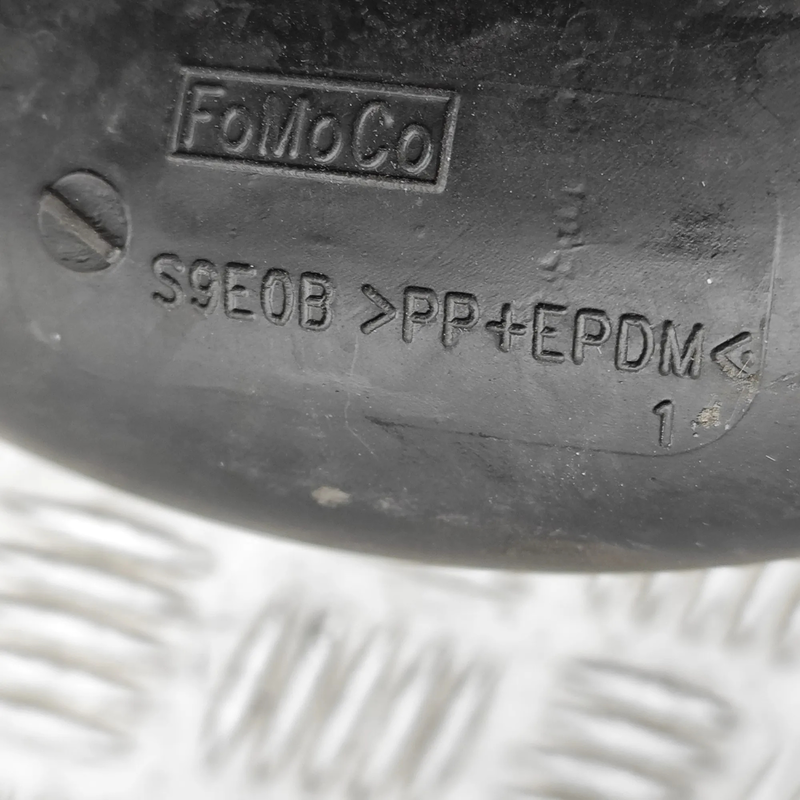 FoMoCo
S9E0B >PP+EPDM<
1